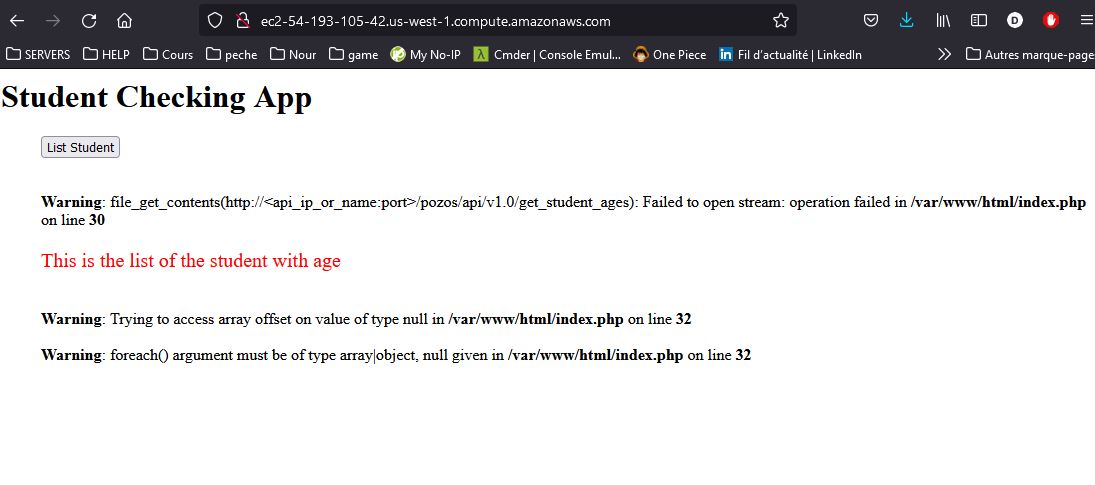 ec2-54-193-105-42.us-west-1.compute.amazonaws.com
D
SERVERS HELP Cours peche Nour game My No-IP λ Cmder | Console Emul... One Piece in Fil d'actualité | LinkedIn Autres marque-page
Student Checking App
List Student
Warning: file_get_contents(http://<api_ip_or_name:port>/pozos/api/v1.0/get_student_ages): Failed to open stream: operation failed in /var/www/html/index.php
on line 30
This is the list of the student with age
Warning: Trying to access array offset on value of type null in /var/www/html/index.php on line 32
Warning: foreach() argument must be of type array|object, null given in /var/www/html/index.php on line 32